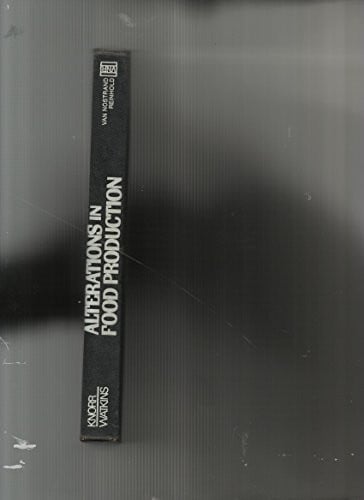 KNORR
WATKINS
ALTERATIONS IN
FOOD PRODUCTION
VAN NOSTRAND
REINHOLD